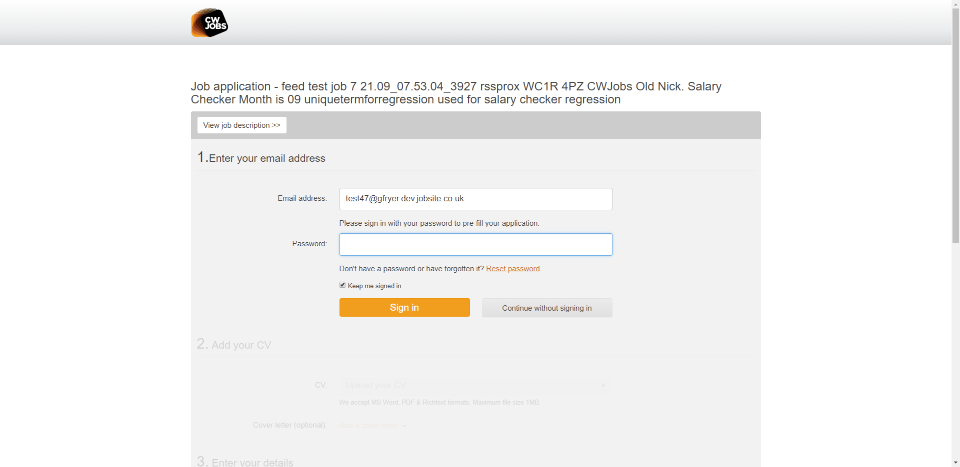 CW
JOBS
Job application - feed test job 7 21.09_07.53.04_3927 rssprox WC1R 4PZ CWJobs Old Nick. Salary
Checker Month is 09 uniquetermforregression used for salary checker regression
View job description >>
1.Enter your email address
Email address:
test47@gfryer.dev.jobsite.co.uk
Please sign in with your password to pre fill your application.
Password:
Don't have a password or have forgotten it? Reset password
Keep me signed in
Sign in
Continue without signing in
2. Add your CV
CV:
We accept MS Word, PDF & Richtext formats. Maximum file size 1MB.
Cover letter (optional):
3. Enter your details